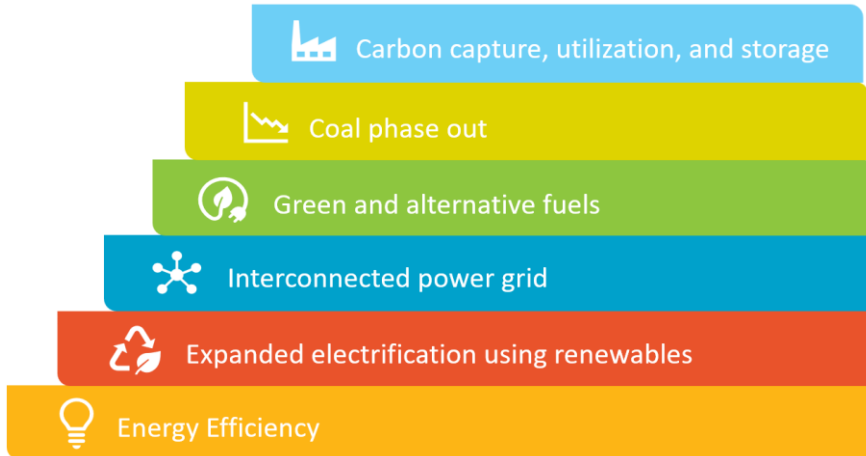 Carbon capture, utilization, and storage
Coal phase out
Green and alternative fuels
Interconnected power grid
Expanded electrification using renewables
Energy Efficiency